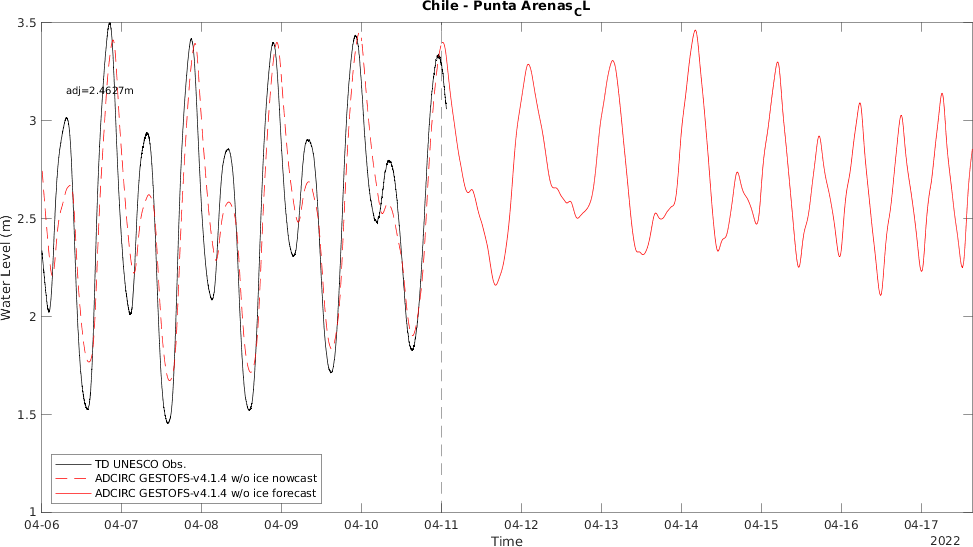 Chile - Punta Arenas_CL
3.5
adj=2.4627m
3
2.5
Water Level (m)
2
1.5
TD UNESCO Obs.
ADCIRC GESTOFS-v4.1.4 w/o ice nowcast
ADCIRC GESTOFS-v4.1.4 w/o ice forecast
1
04-06 04-07 04-08 04-09 04-10 04-11 04-12 04-13 04-14 04-15 04-16 04-17
Time
2022